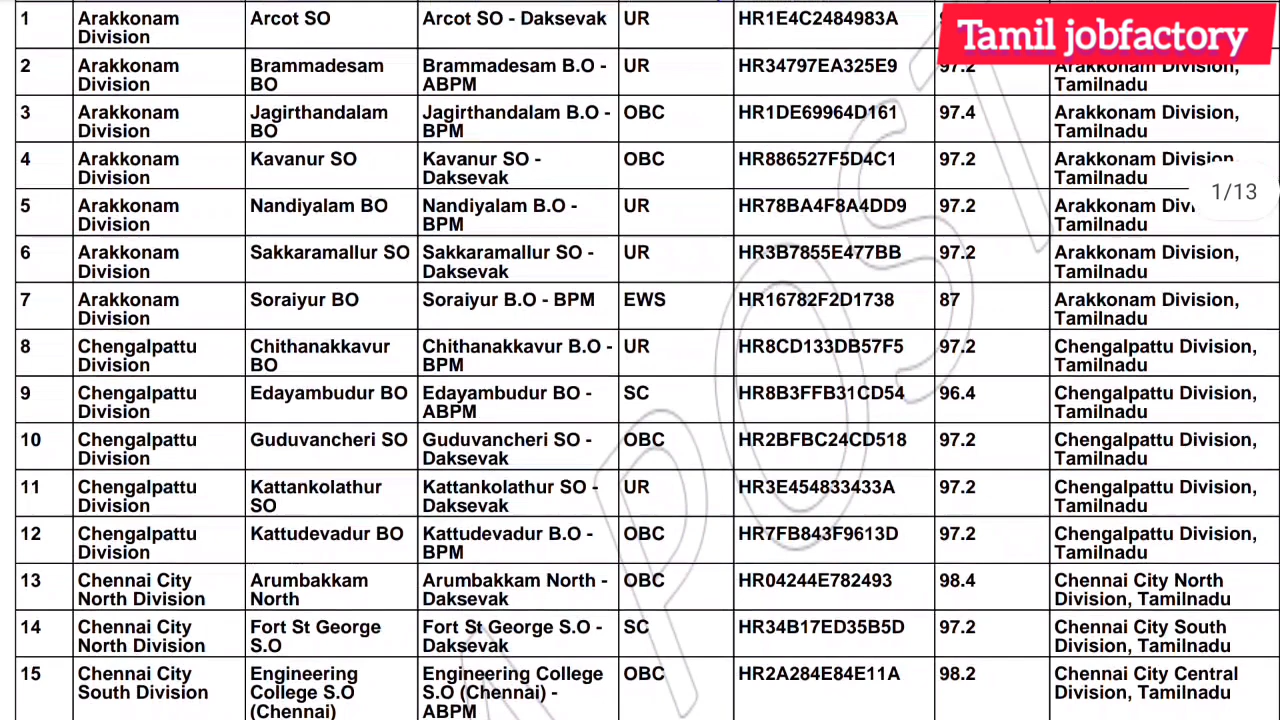 Tamil jobfactory
1/13
1 Arakkonam Arcot SO Arcot SO - Daksevak UR HR1E4C2484983A
Division
2 Arakkonam Brammadesam Brammadesam B.O - UR HR34797EA325E9 97.2 Arakkonam Division,
Division BO ABPM Tamilnadu
3 Arakkonam Jagirthandalam Jagirthandalam B.O - OBC HR1DE69964D161 97.4 Arakkonam Division,
Division BO BPM Tamilnadu
4 Arakkonam Kavanur SO Kavanur SO - OBC HR886527F5D4C1 97.2 Arakkonam Division,
Division Daksevak Tamilnadu
5 Arakkonam Nandiyalam BO Nandiyalam B.O - UR HR78BA4F8A4DD9 97.2 Arakkonam
Division BPM Tamilnadu
6 Arakkonam Sakkaramallur SO Sakkaramallur SO - UR HR3B7855E477BB 97.2 Arakkonam Division,
Division Daksevak Tamilnadu
7 Arakkonam Soraiyur BO Soraiyur B.O - BPM EWS HR16782F2D1738 87 Arakkonam Division,
Division Tamilnadu
8 Chengalpattu Chithanakkavur Chithanakkavur B.O - UR HR8CD133DB57F5 97.2 Chengalpattu Division,
Division BO BPM Tamilnadu
9 Chengalpattu Edayambudur BO Edayambudur BO - SC HR8B3FFB31CD54 96.4 Chengalpattu Division,
Division ABPM Tamilnadu
10 Chengalpattu Guduvancheri SO Guduvancheri SO - OBC HR2BFBC24CD518 97.2 Chengalpattu Division,
Division Daksevak Tamilnadu
11 Chengalpattu Kattankolathur Kattankolathur SO - UR HR3E454833433A 97.2 Chengalpattu Division,
Division SO Daksevak Tamilnadu
12 Chengalpattu Kattudevadur BO Kattudevadur B.O - OBC HR7FB843F9613D 97.2 Chengalpattu Division,
Division BPM Tamilnadu
13 Chennai City Arumbakkam Arumbakkam North - OBC HR04244E782493 98.4 Chennai City North
North Division North Daksevak Division, Tamilnadu
14 Chennai City Fort St George Fort St George S.O - SC HR34B17ED35B5D 97.2 Chennai City South
North Division S.O Daksevak Division, Tamilnadu
15 Chennai City Engineering Engineering College OBC HR2A284E84E11A 98.2 Chennai City Central
South Division College S.O S.O (Chennai) - Division, Tamilnadu
(Chennai) ABPM
POST